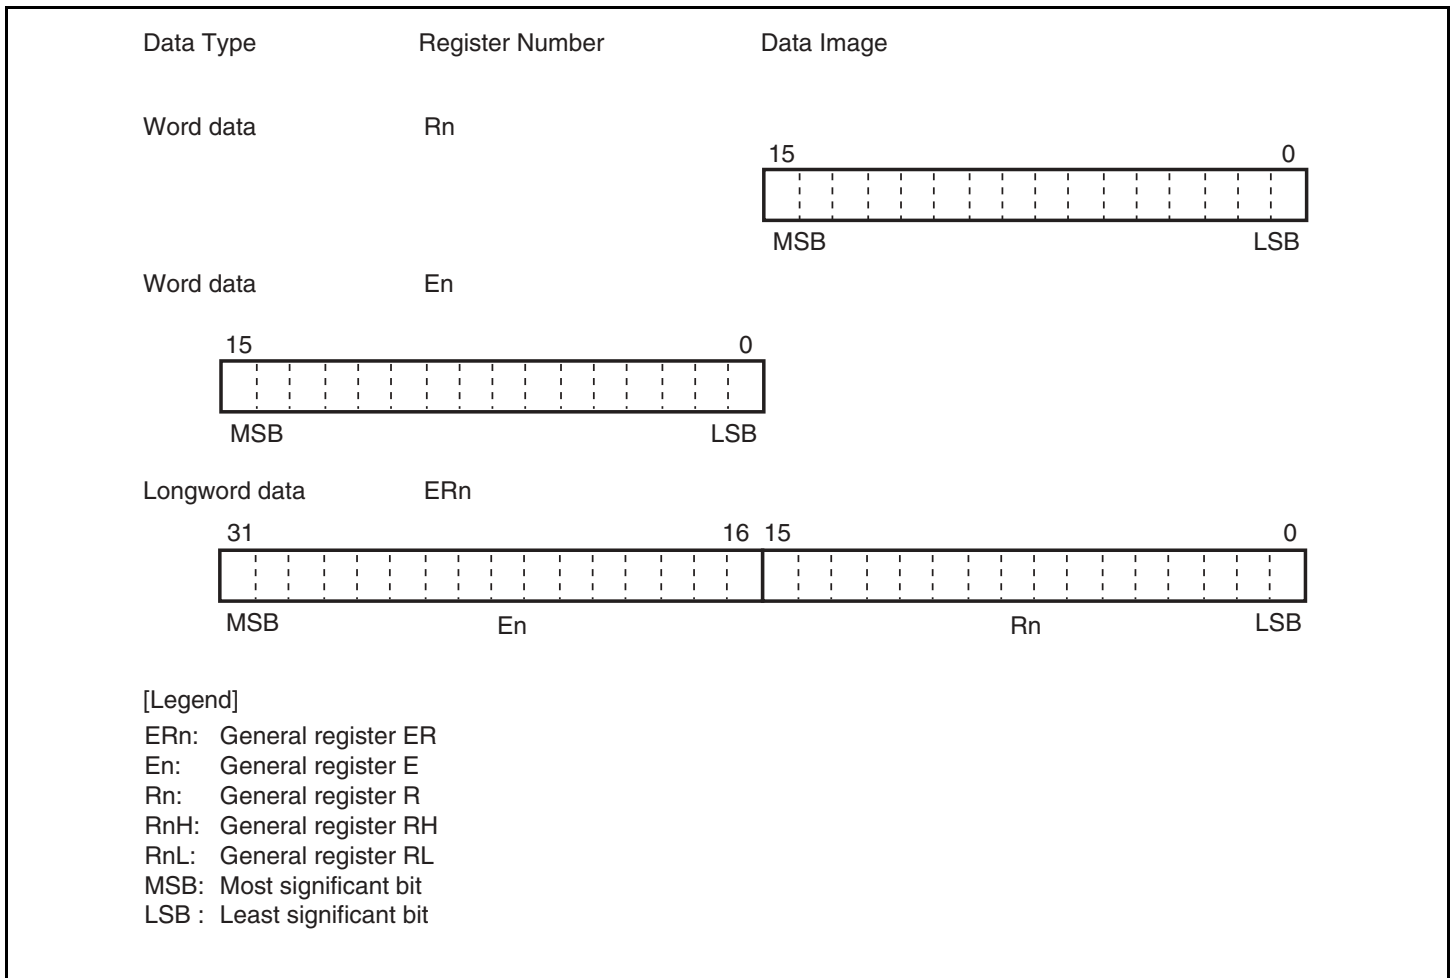 Data Type Register Number Data Image
Word data Rn
15 0
MSB LSB
Word data En
15 0
MSB LSB
Longword data ERn
31 16 15 0
MSB En Rn LSB
[Legend]
ERn: General register ER
En: General register E
Rn: General register R
RnH: General register RH
RnL: General register RL
MSB: Most significant bit
LSB : Least significant bit